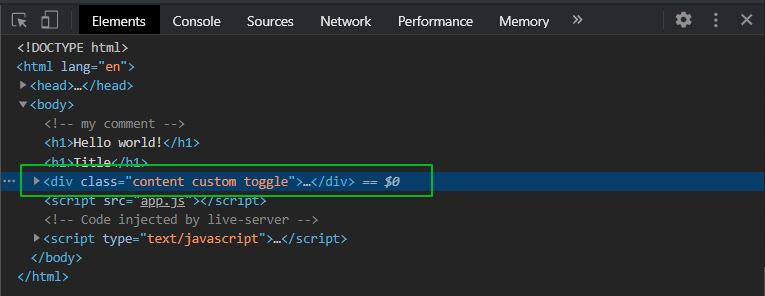 Elements Console Sources Network Performance Memory »
<!DOCTYPE html>
<html lang="en">
<head>…</head>
<body>
<!-- my comment -->
<h1>Hello world!</h1>
<h1>Title</h1>
<div class="content custom toggle">…</div> == $0
<script src="app.js"></script>
<!-- Code injected by live-server -->
<script type="text/javascript">…</script>
</body>
</html>